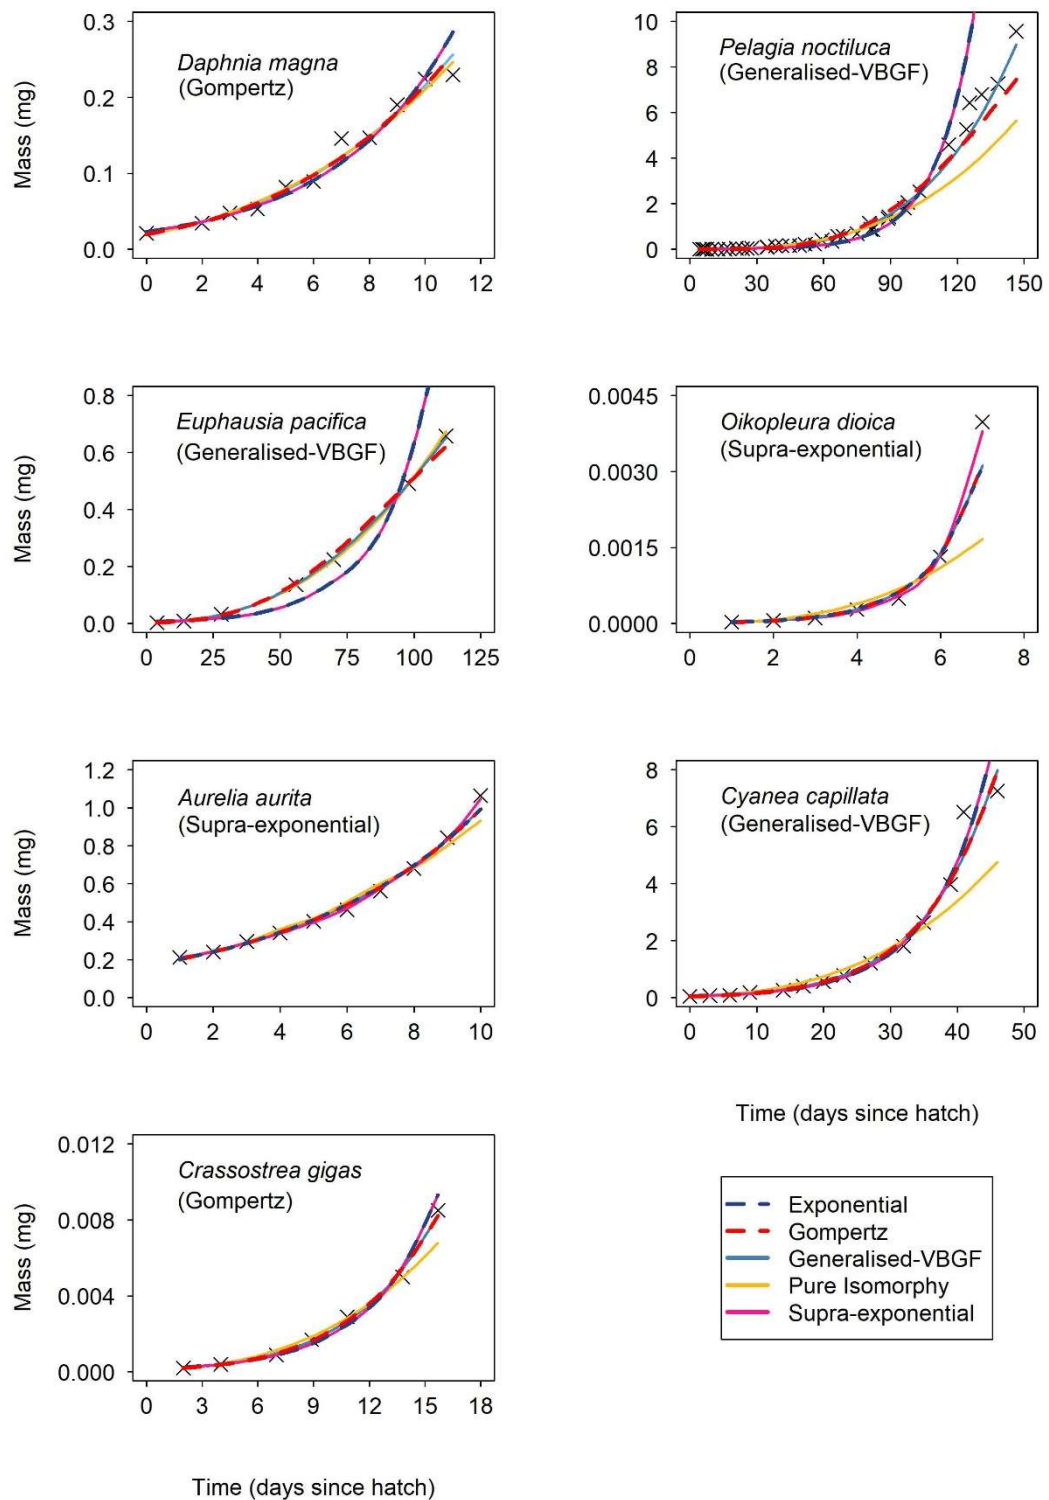 Daphnia magna
(Gompertz)
Mass (mg)
0.3
0.2
0.1
0.0
0 2 4 6 8 10 12
Pelagia noctiluca
(Generalised-VBGF)
10
8
6
4
2
0
0 30 60 90 120 150
Euphausia pacifica
(Generalised-VBGF)
Mass (mg)
0.8
0.6
0.4
0.2
0.0
0 25 50 75 100 125
Oikopleura dioica
(Supra-exponential)
0.0045
0.0030
0.0015
0.0000
0 2 4 6 8
Aurelia aurita
(Supra-exponential)
Mass (mg)
1.2
1.0
0.8
0.6
0.4
0.2
0.0
0 2 4 6 8 10
Cyanea capillata
(Generalised-VBGF)
8
6
4
2
0
0 10 20 30 40 50
Time (days since hatch)
Crassostrea gigas
(Gompertz)
Mass (mg)
0.012
0.008
0.004
0.000
0 3 6 9 12 15 18
Time (days since hatch)
Exponential
Gompertz
Generalised-VBGF
Pure Isomorphy
Supra-exponential